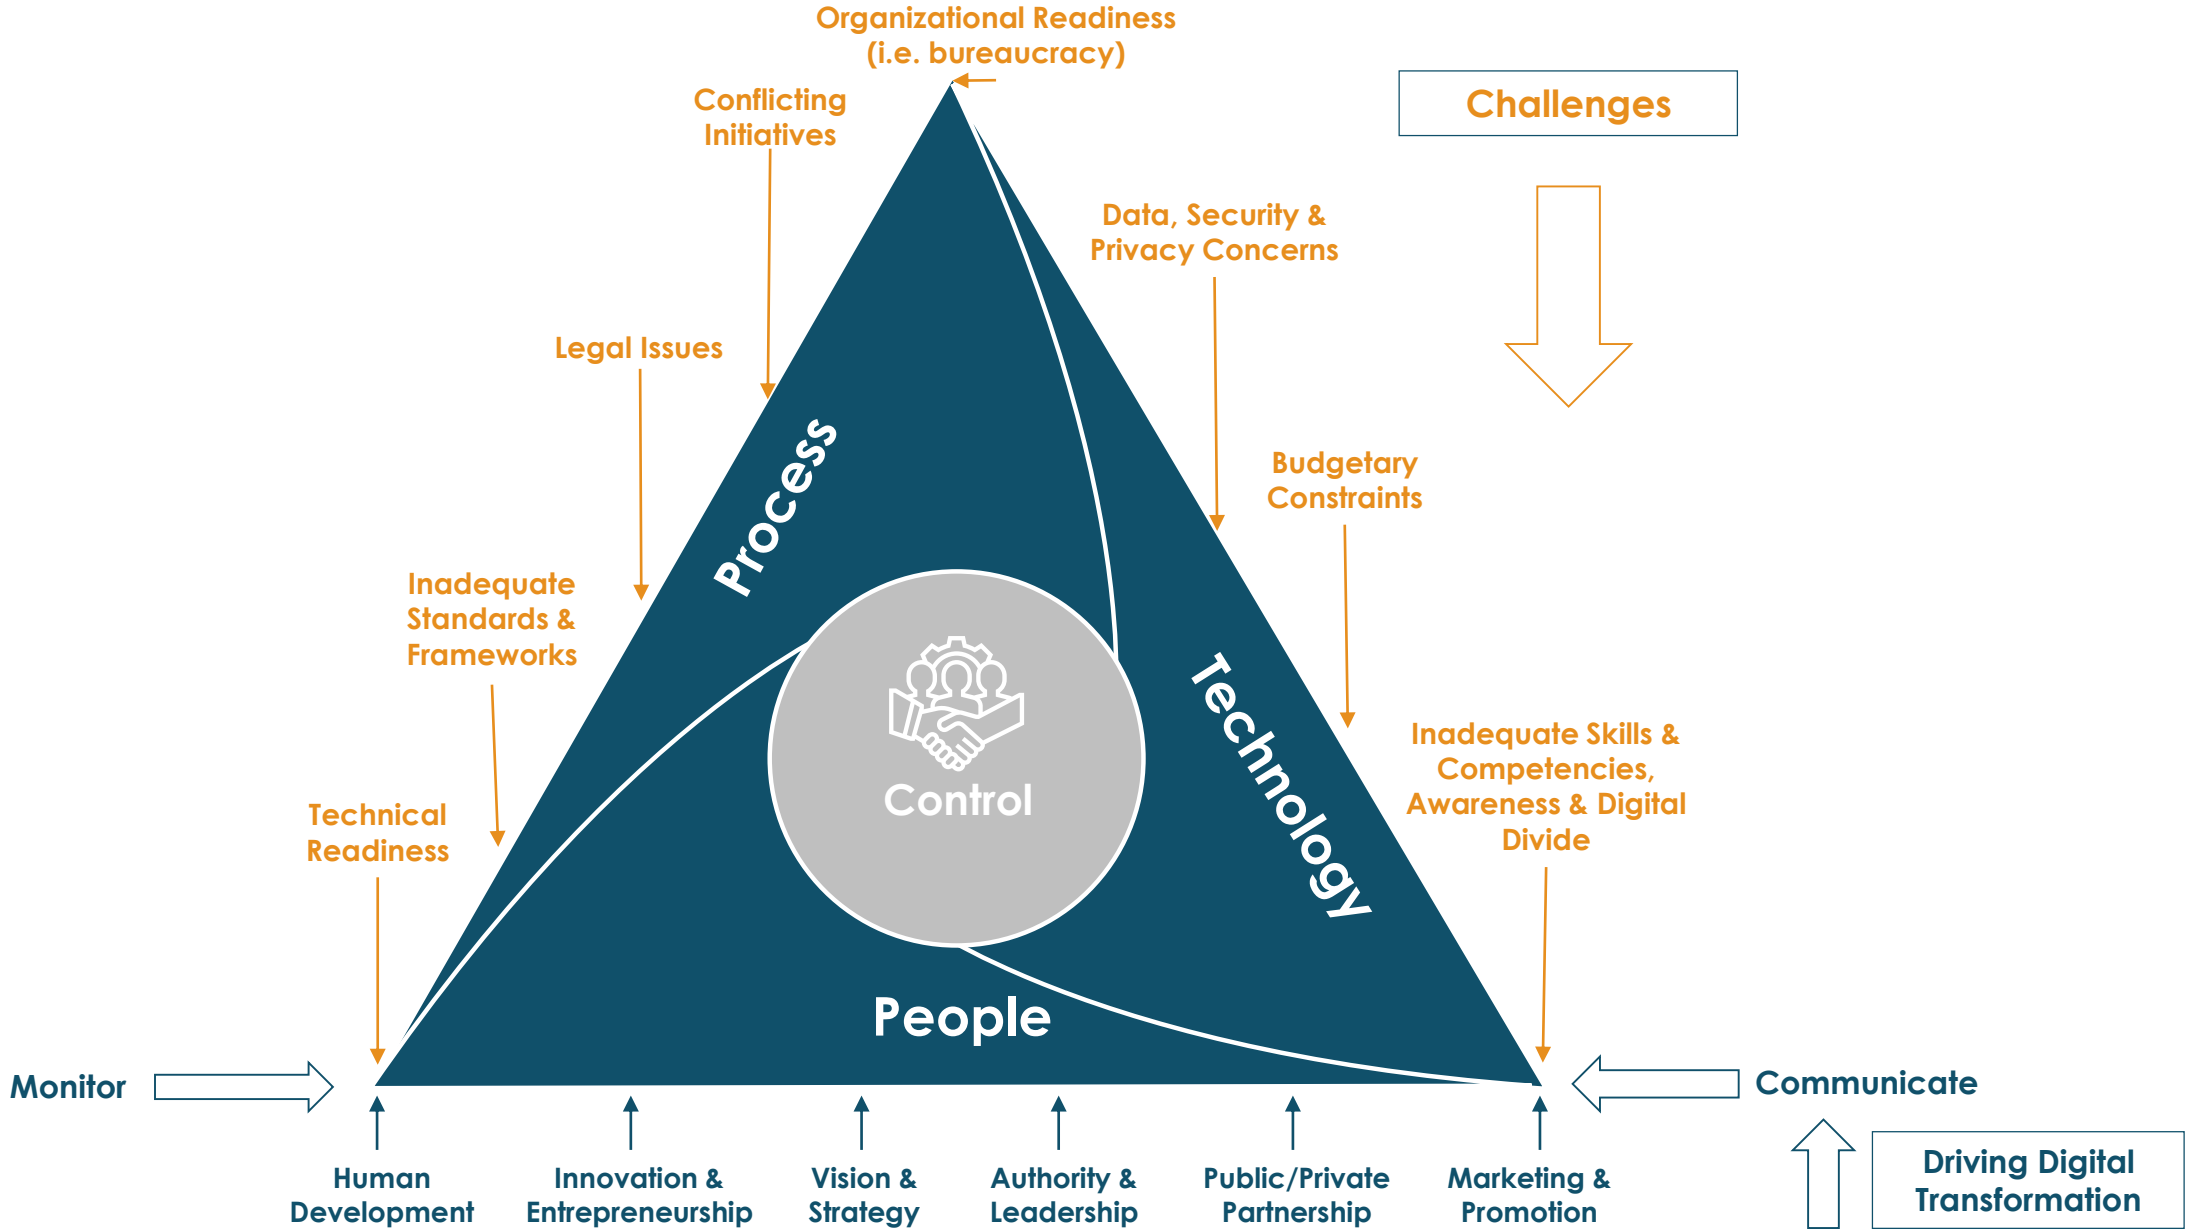 Organizational Readiness
(i.e. bureaucracy)
Challenges
Conflicting
Initiatives
Data, Security &
Privacy Concerns
Legal Issues
Process
Budgetary
Constraints
Inadequate
Standards &
Frameworks
Technology
Inadequate Skills &
Competencies,
Awareness & Digital
Divide
Control
Technical
Readiness
People
Monitor
Communicate
Human
Development
Innovation &
Entrepreneurship
Vision &
Strategy
Authority &
Leadership
Public/Private
Partnership
Marketing &
Promotion
Driving Digital
Transformation